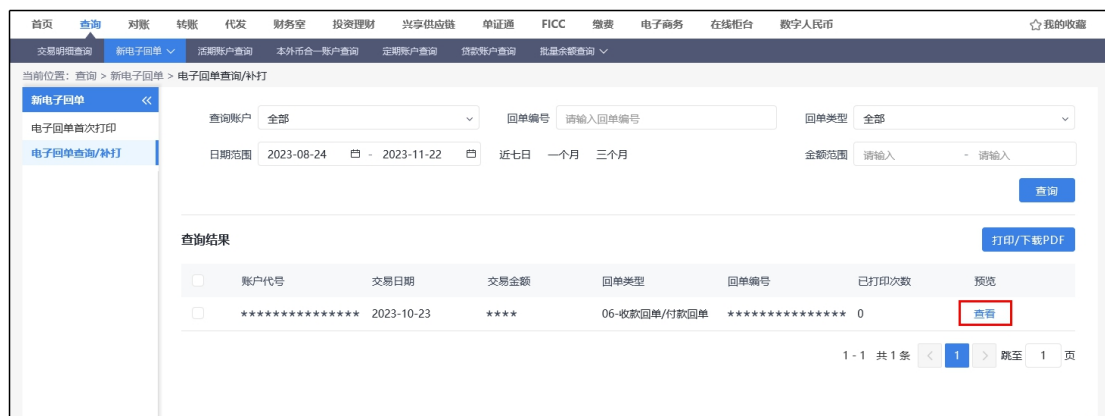 首页 查询 对账 转账 代发 财务室 投资理财 兴享供应链 单证通 FICC 缴费 电子商务 在线柜台 数字人民币 我的收藏
交易明细查询 新电子回单 活期账户查询 本外币合一账户查询 定期账户查询 贷款账户查询 批量余额查询
当前位置: 查询 > 新电子回单 > 电子回单查询/补打
新电子回单 «
电子回单首次打印
电子回单查询/补打
查询账户 全部 回单编号 请输入回单编号 回单类型 全部
日期范围 2023-08-24 - 2023-11-22 近七日 一个月 三个月 金额范围 请输入 - 请输入
查询
查询结果 打印/下载PDF
账户代号 交易日期 交易金额 回单类型 回单编号 已打印次数 预览
*************** 2023-10-23 **** 06-收款回单/付款回单 *************** 0 查看
1 - 1 共 1 条 < 1 > 跳至 1 页